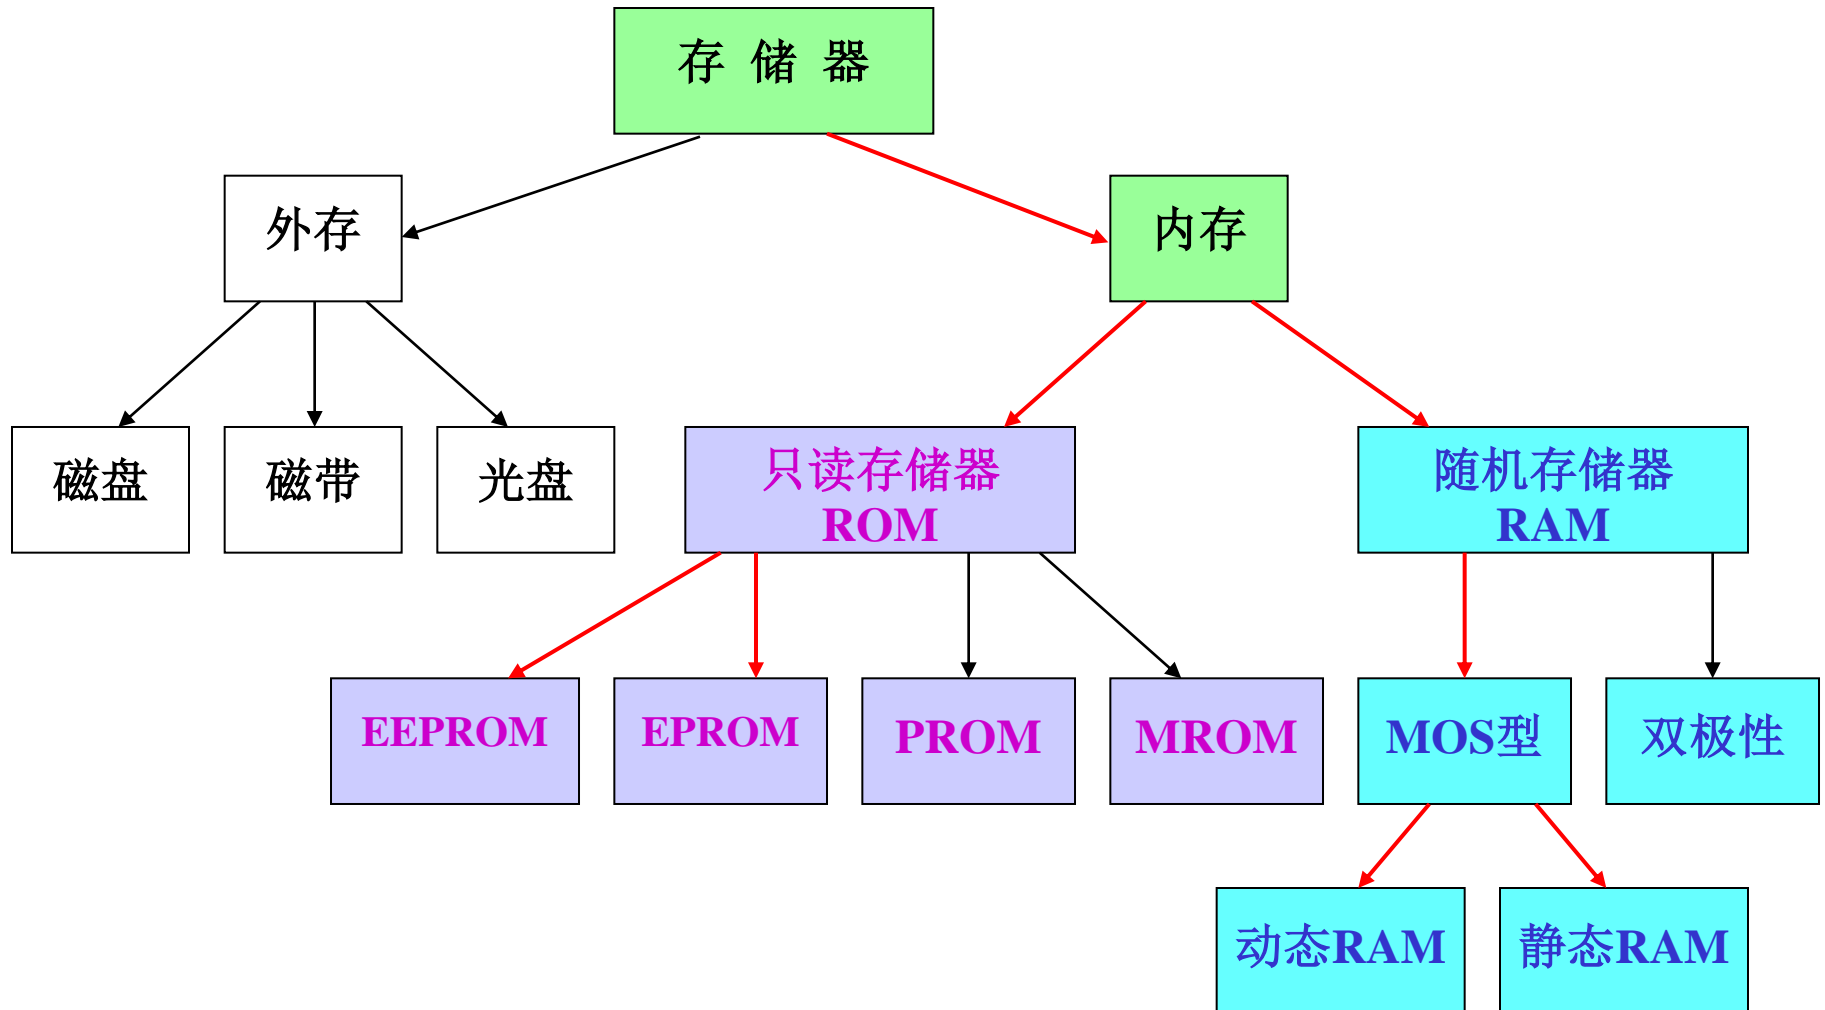 存 储 器
外存
内存
磁盘
磁带
光盘
只读存储器
ROM
随机存储器
RAM
EEPROM
EPROM
PROM
MROM
MOS型
双极性
动态RAM
静态RAM